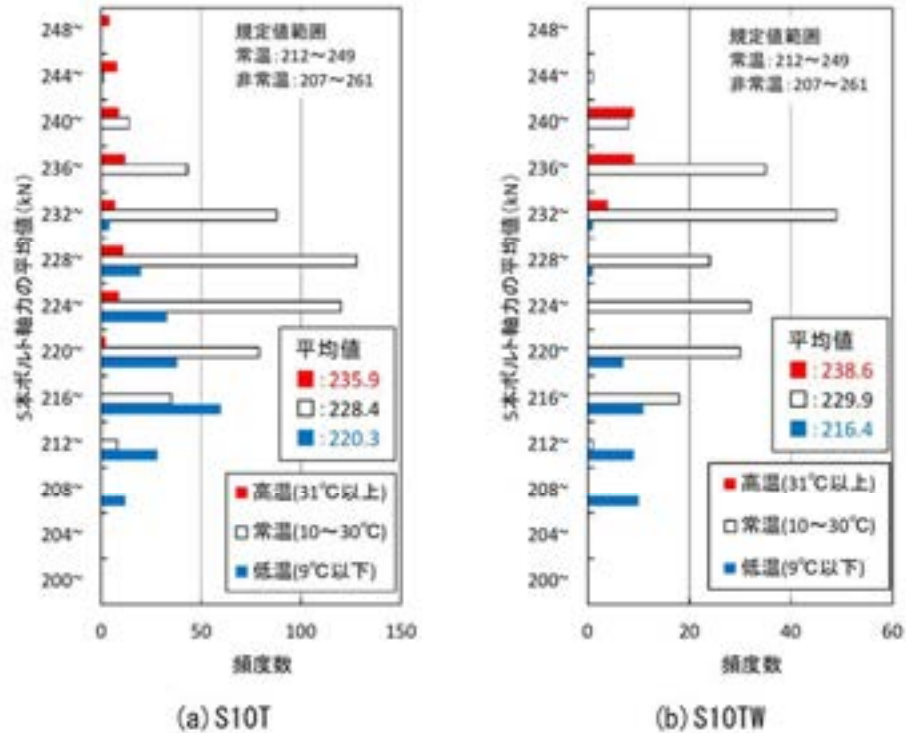 248~
244~
240~
236~
232~
228~
224~
220~
216~
212~
208~
204~
200~
5本ボルト軸力の平均値(kN)
規定値範囲
常温:212～249
非常温:207～261
平均値
:235.9
:228.4
:220.3
高温(31℃以上)
常温(10～30℃)
低温(9℃以下)
0 50 100 150
頻度数
(a) S10T
248~
244~
240~
236~
232~
228~
224~
220~
216~
212~
208~
204~
200~
5本ボルト軸力の平均値(kN)
規定値範囲
常温:212～249
非常温:207～261
平均値
:238.6
:229.9
:216.4
高温(31℃以上)
常温(10～30℃)
低温(9℃以下)
0 20 40 60
頻度数
(b) S10TW